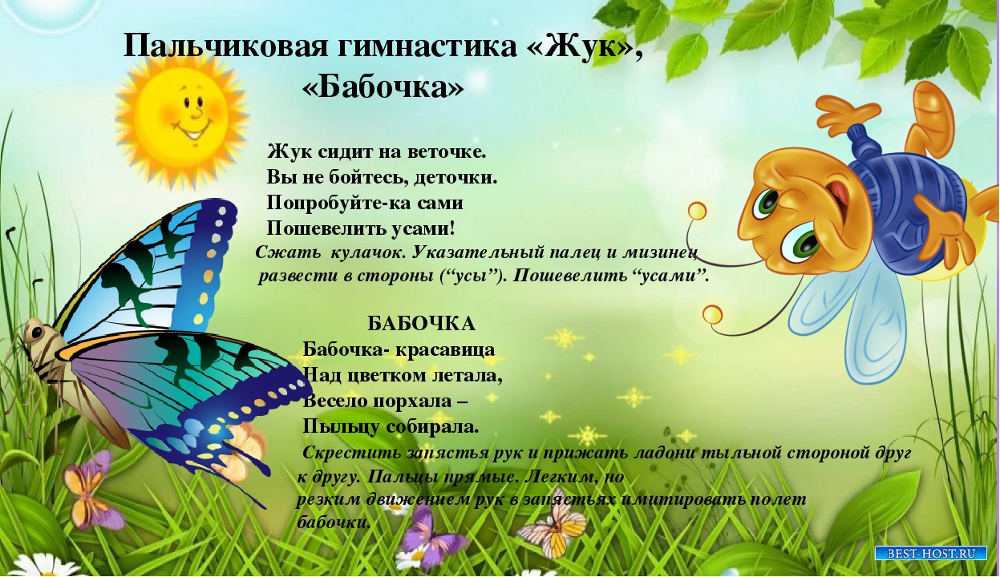 Пальчиковая гимнастика «Жук»,
«Бабочка»
Жук сидит на веточке.
Вы не бойтесь, деточки.
Попробуйте-ка сами
Пошевелить усами!
Сжать кулачок. Указательный палец и мизинец
развести в стороны (“усы”). Пошевелить “усами”.
БАБОЧКА
Бабочка- красавица
Над цветком летала,
Весело порхала –
Пыльцу собирала.
Скрестить запястья рук и прижать ладони тыльной стороной друг
к другу. Пальцы прямые. Легким, но
резким движением рук в запястьях имитировать полет
бабочки.
BEST-HOST.RU